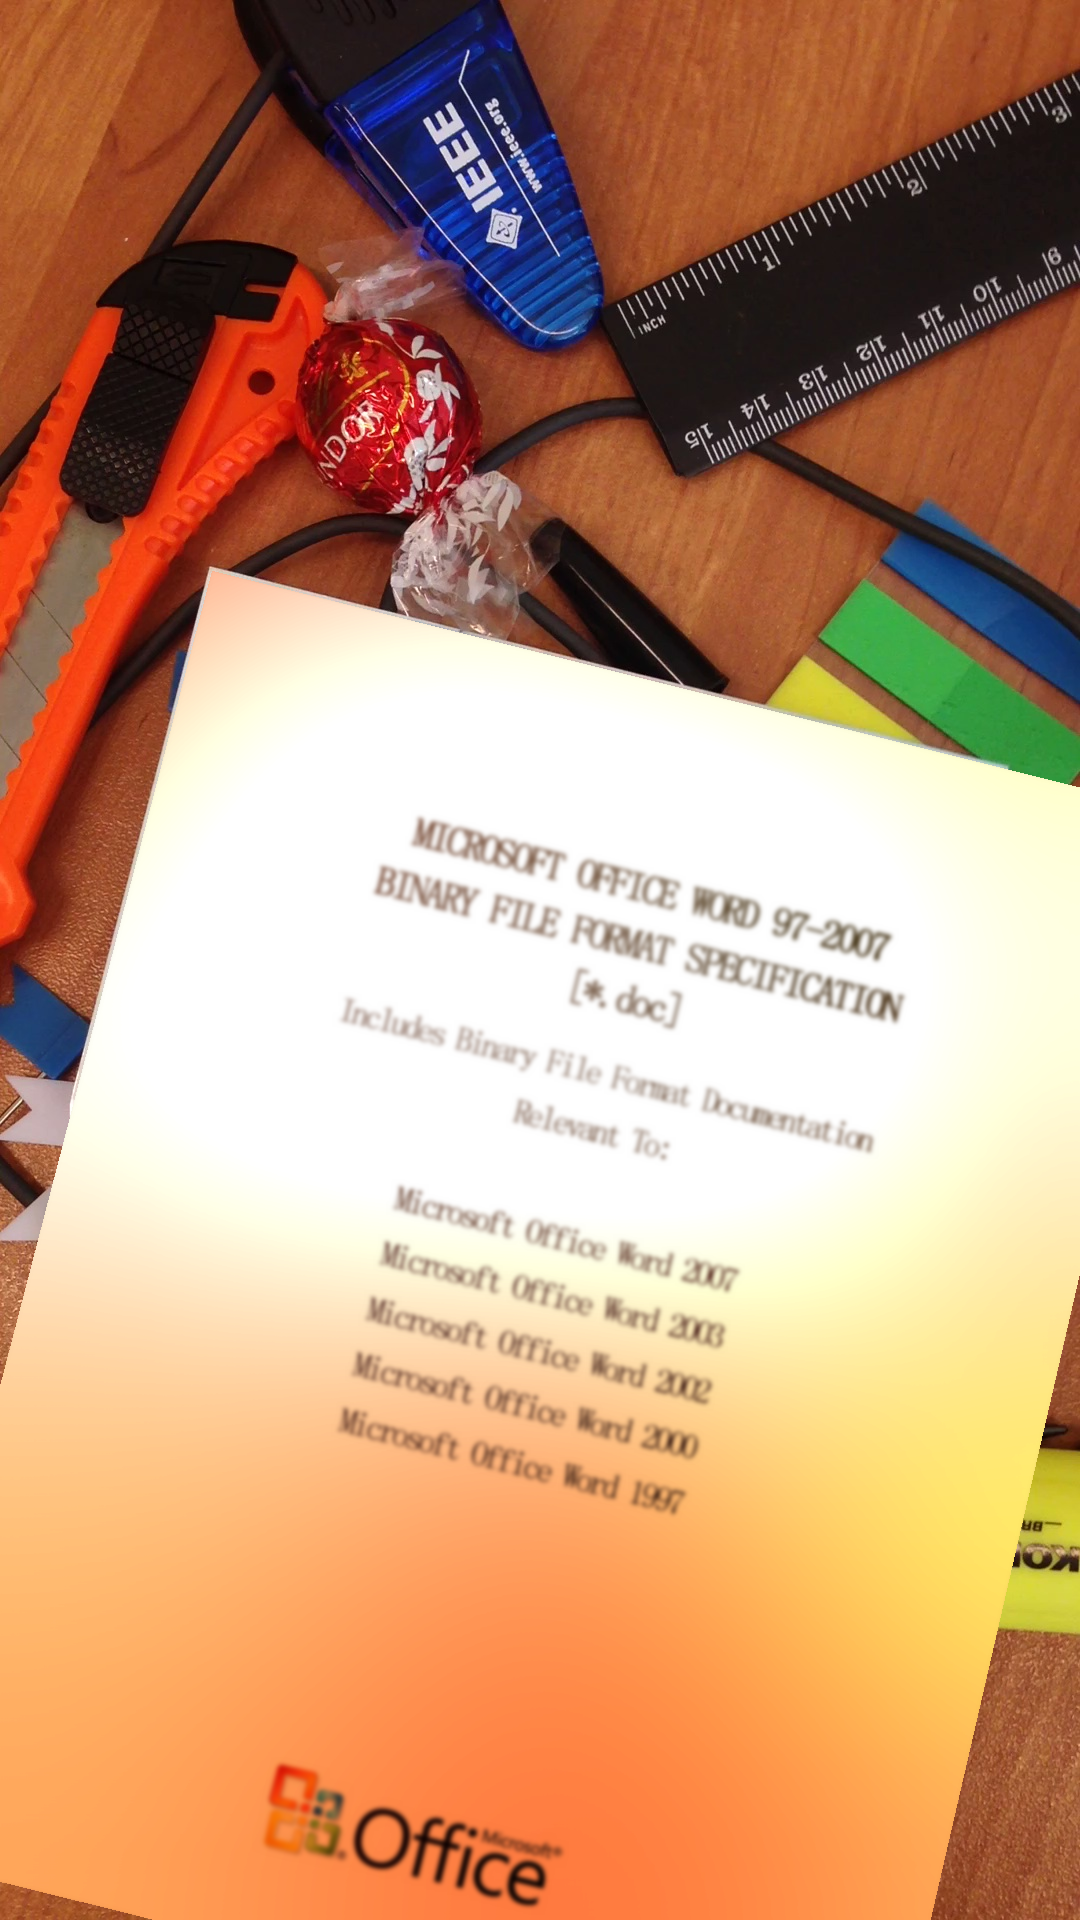 IEEE
www.ieee.org
INCH
1
2
3
15 14 13 12 11 10 9
NDOR
MICROSOFT OFFICE WORD 97-2007
BINARY FILE FORMAT SPECIFICATION
[*.doc]
Includes Binary File Format Documentation
Relevant To:
Microsoft Office Word 2007
Microsoft Office Word 2003
Microsoft Office Word 2002
Microsoft Office Word 2000
Microsoft Office Word 1997
Microsoft®
Office